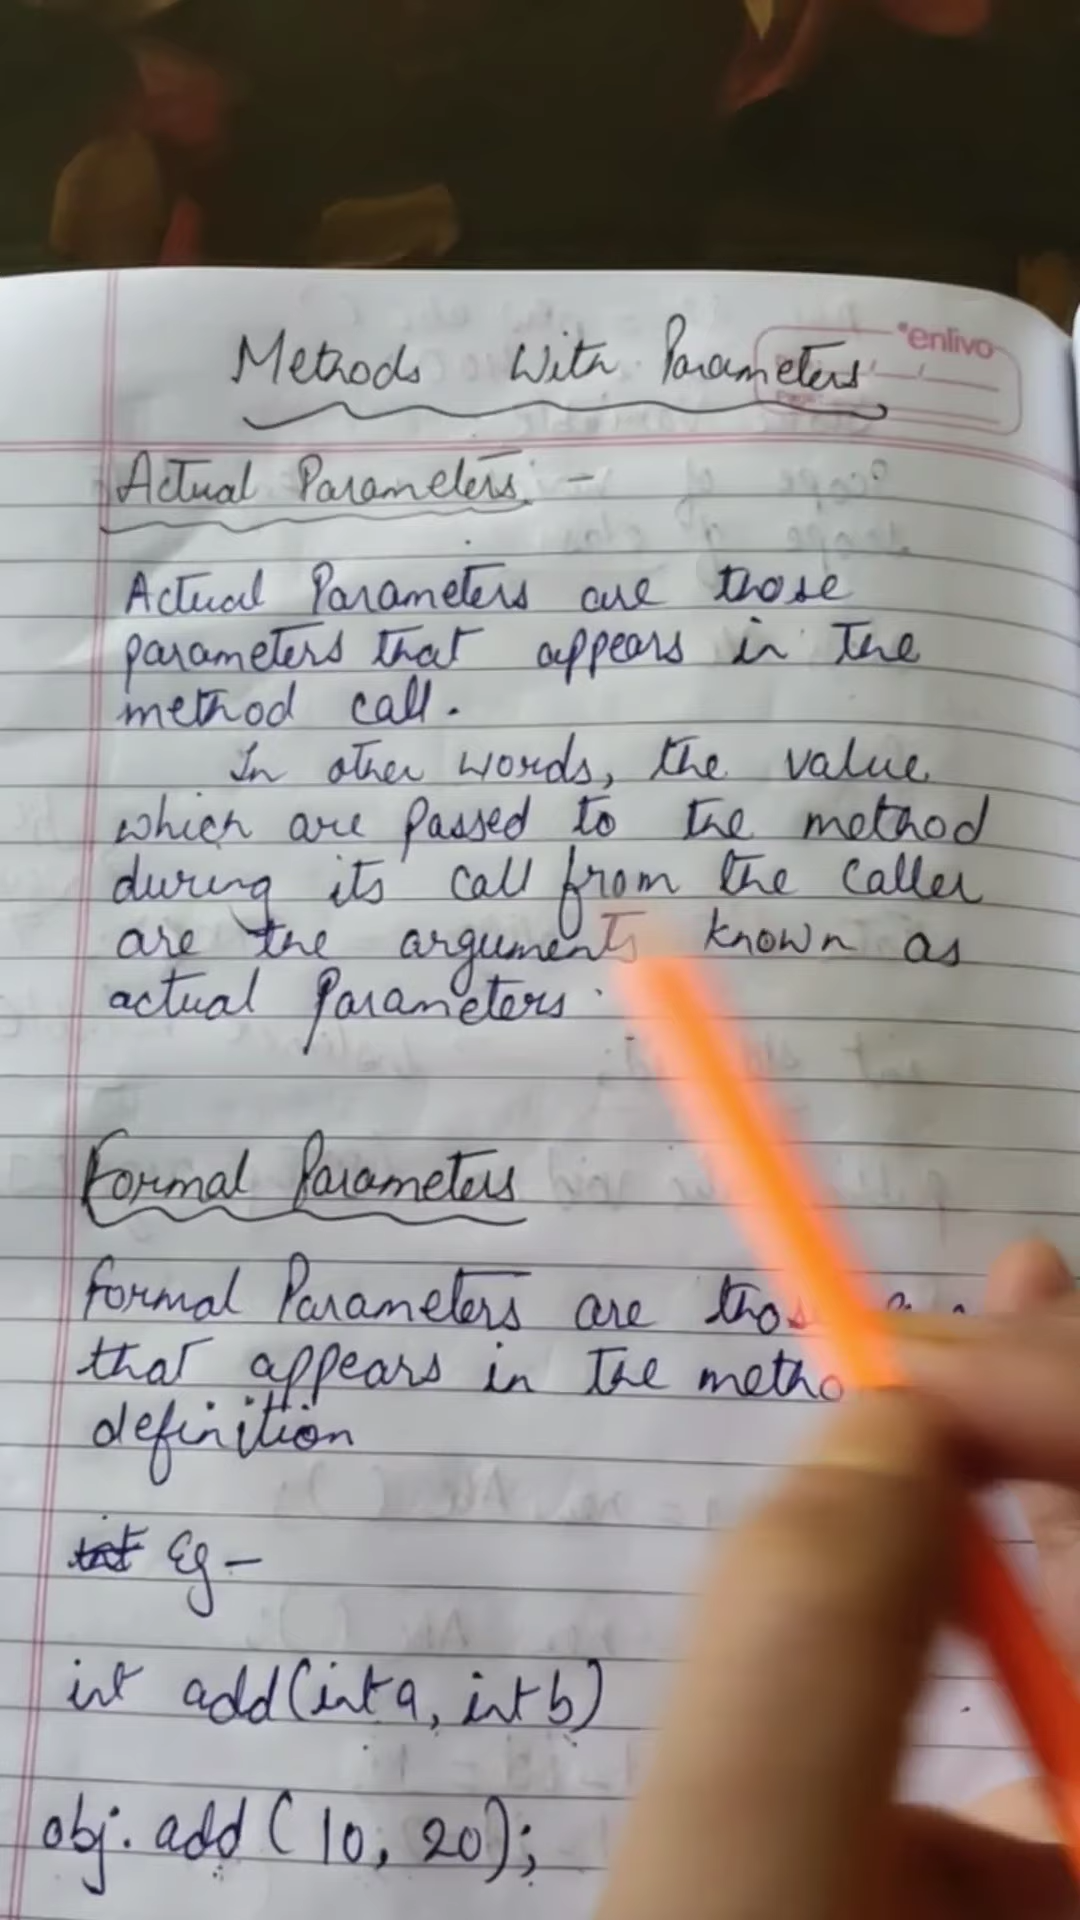 enlivo
Methods With Parameters
Actual Parameters -
Actual Parameters are those
parameters that appears in the
method call.
In other words, the value
which are passed to the method
during its call from the caller
are the arguments known as
actual Parameters.
Formal Parameters
Formal Parameters are
that appears in the
definition
int Eg -
int add(int a, int b)
obj. add (10, 20);